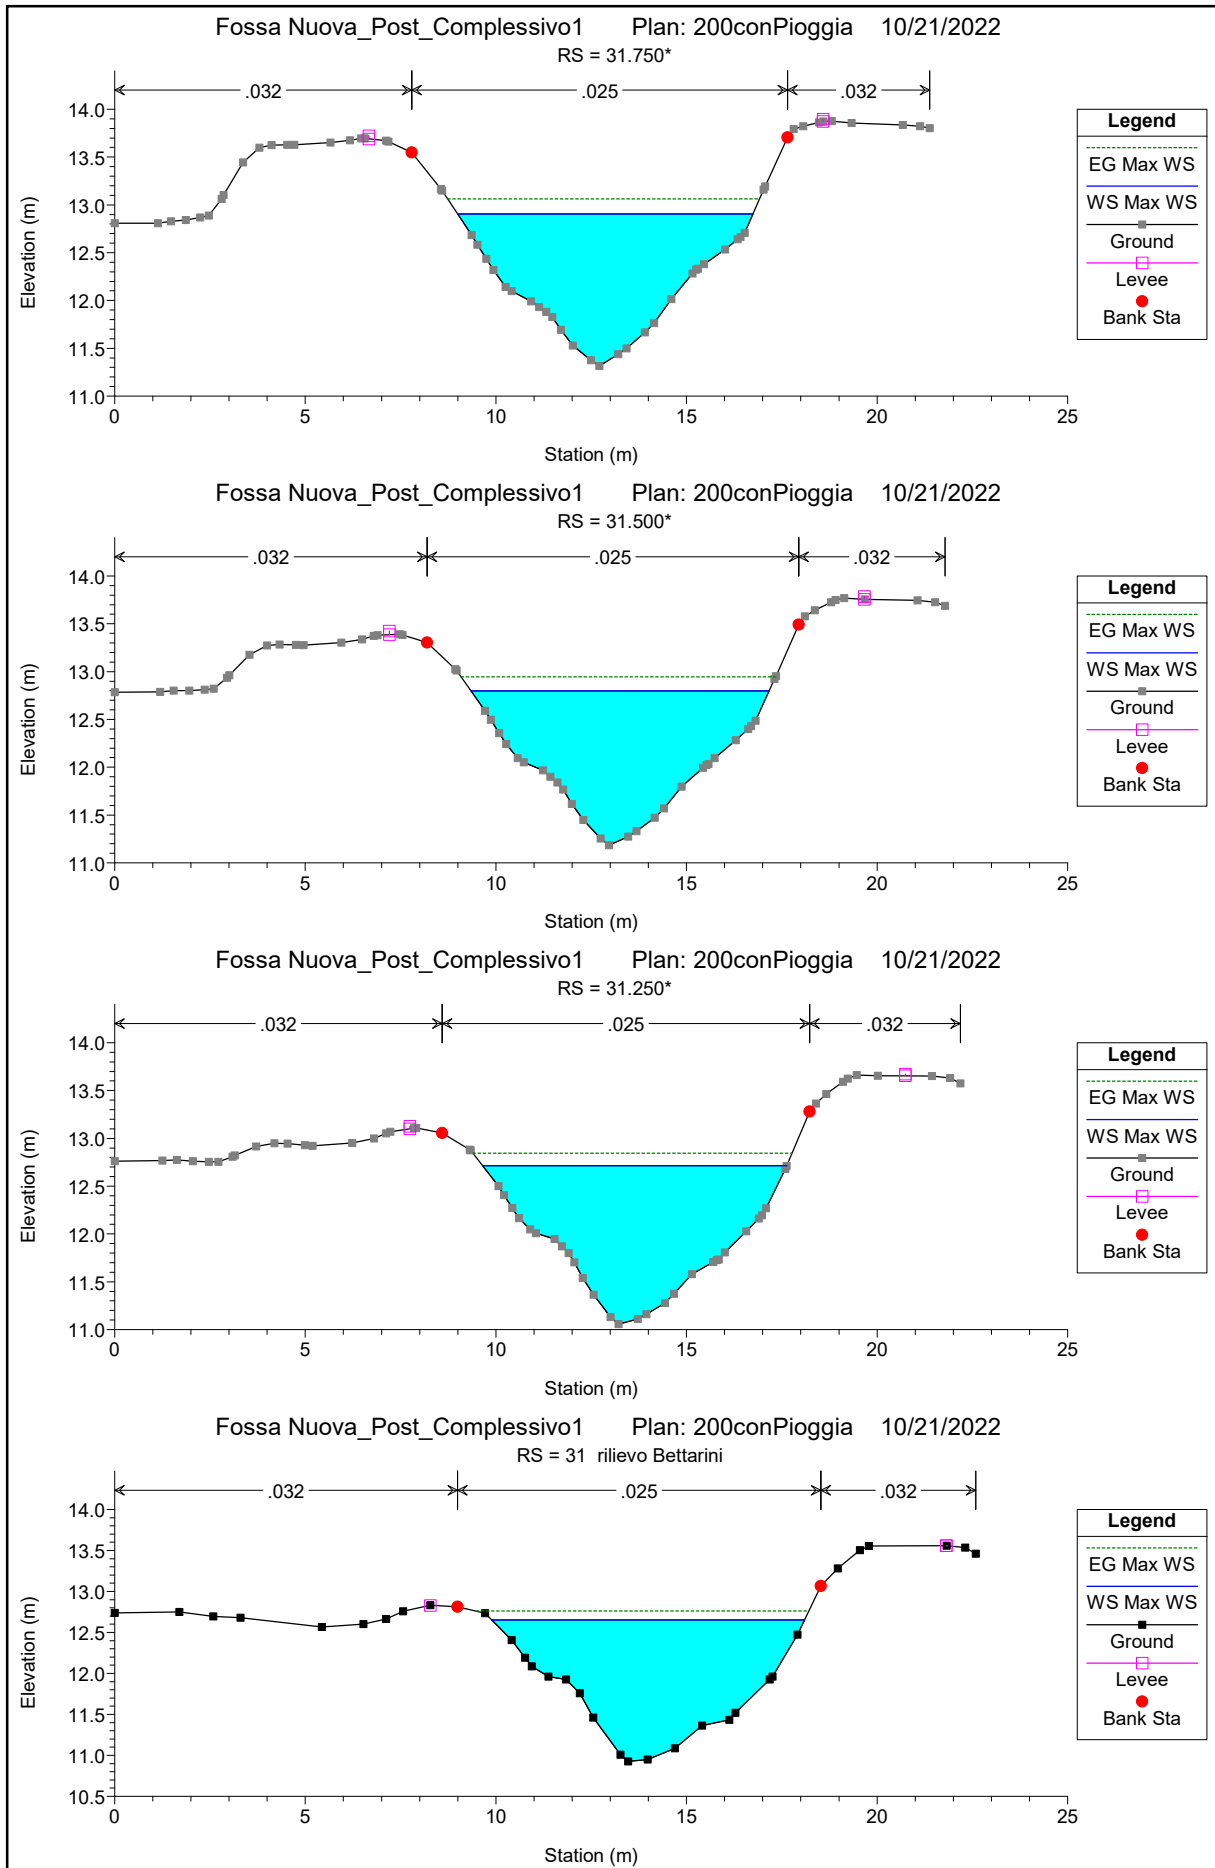 Fossa Nuova_Post_Complessivo1 Plan: 200conPioggia 10/21/2022
RS = 31.750*
.032 .025 .032
14.0
13.5
13.0
12.5
12.0
11.5
11.0
Elevation (m)
0 5 10 15 20 25
Station (m)
Legend
EG Max WS
WS Max WS
Ground
Levee
Bank Sta
Fossa Nuova_Post_Complessivo1 Plan: 200conPioggia 10/21/2022
RS = 31.500*
.032 .025 .032
14.0
13.5
13.0
12.5
12.0
11.5
11.0
Elevation (m)
0 5 10 15 20 25
Station (m)
Legend
EG Max WS
WS Max WS
Ground
Levee
Bank Sta
Fossa Nuova_Post_Complessivo1 Plan: 200conPioggia 10/21/2022
RS = 31.250*
.032 .025 .032
14.0
13.5
13.0
12.5
12.0
11.5
11.0
Elevation (m)
0 5 10 15 20 25
Station (m)
Legend
EG Max WS
WS Max WS
Ground
Levee
Bank Sta
Fossa Nuova_Post_Complessivo1 Plan: 200conPioggia 10/21/2022
RS = 31 rilievo Bettarini
.032 .025 .032
14.0
13.5
13.0
12.5
12.0
11.5
11.0
10.5
Elevation (m)
0 5 10 15 20 25
Station (m)
Legend
EG Max WS
WS Max WS
Ground
Levee
Bank Sta